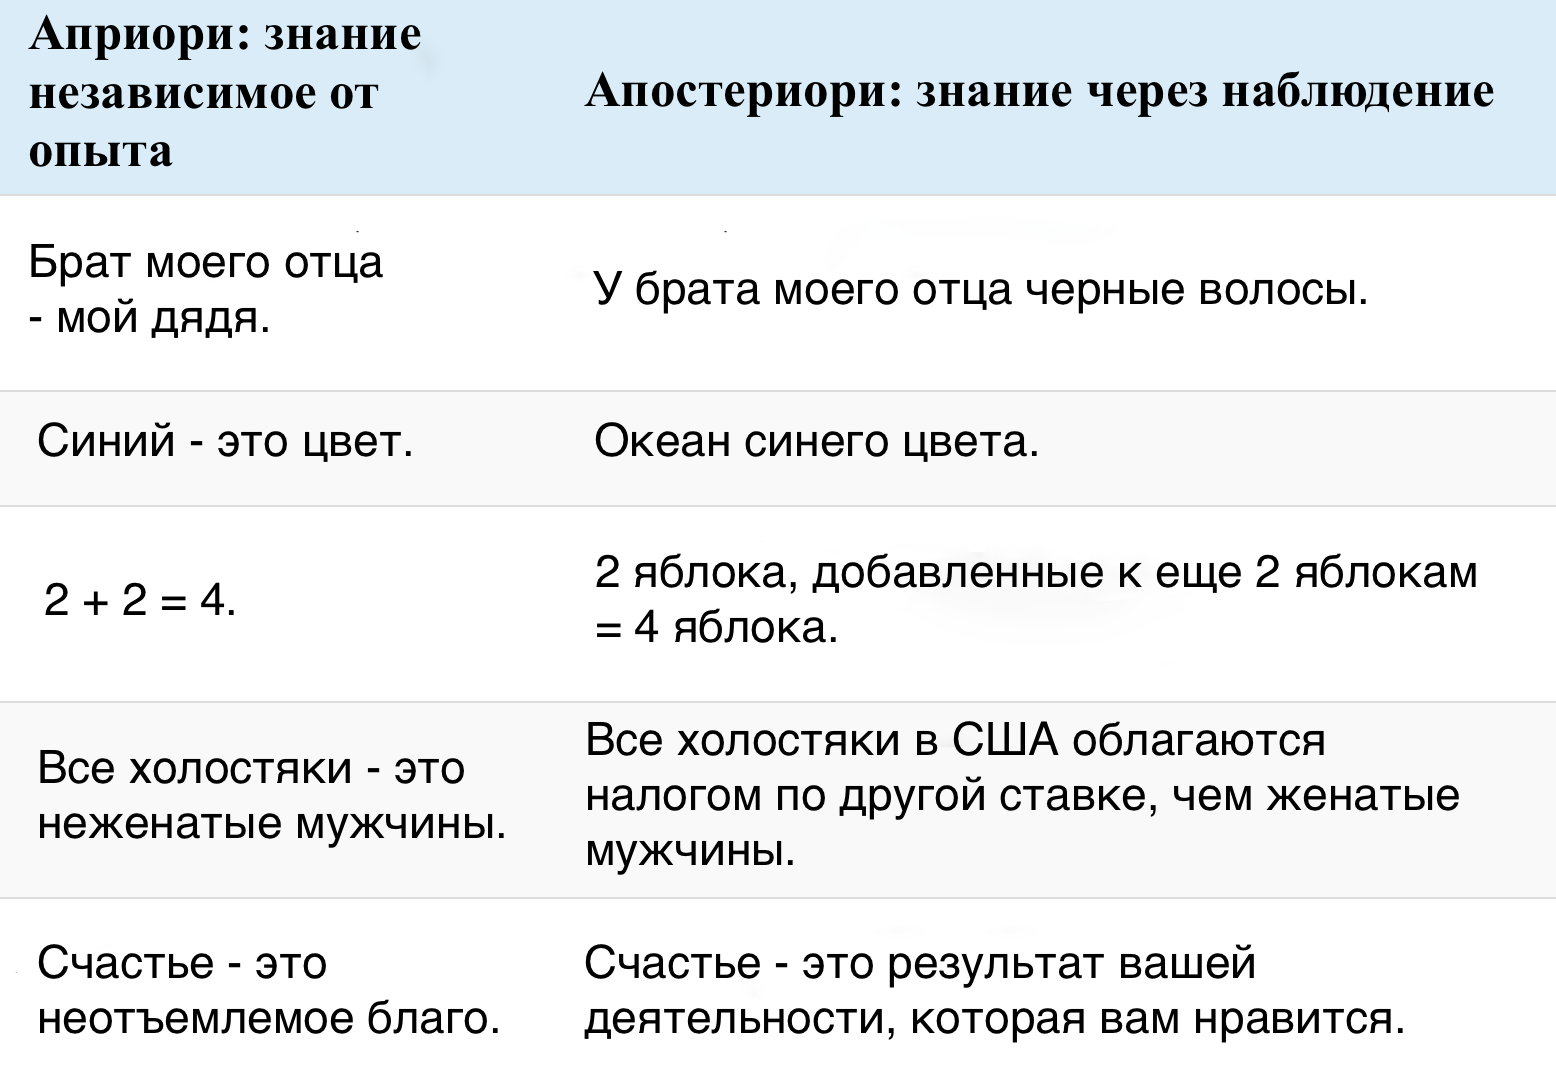 Априори: знание
независимое от
опыта
Апостериори: знание через наблюдение
Брат моего отца
- мой дядя.
У брата моего отца черные волосы.
Синий - это цвет.
Океан синего цвета.
2 + 2 = 4.
2 яблока, добавленные к еще 2 яблокам
= 4 яблока.
Все холостяки - это
неженатые мужчины.
Все холостяки в США облагаются
налогом по другой ставке, чем женатые
мужчины.
Счастье - это
неотъемлемое благо.
Счастье - это результат вашей
деятельности, которая вам нравится.